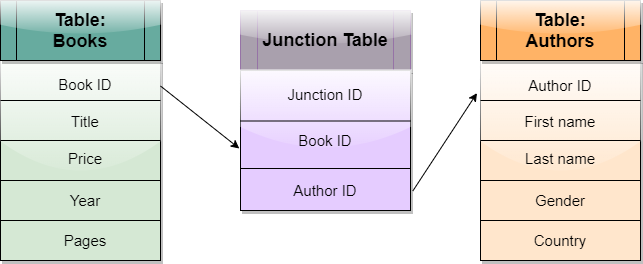 Table:
Books
Book ID
Title
Price
Year
Pages
Junction Table
Junction ID
Book ID
Author ID
Table:
Authors
Author ID
First name
Last name
Gender
Country